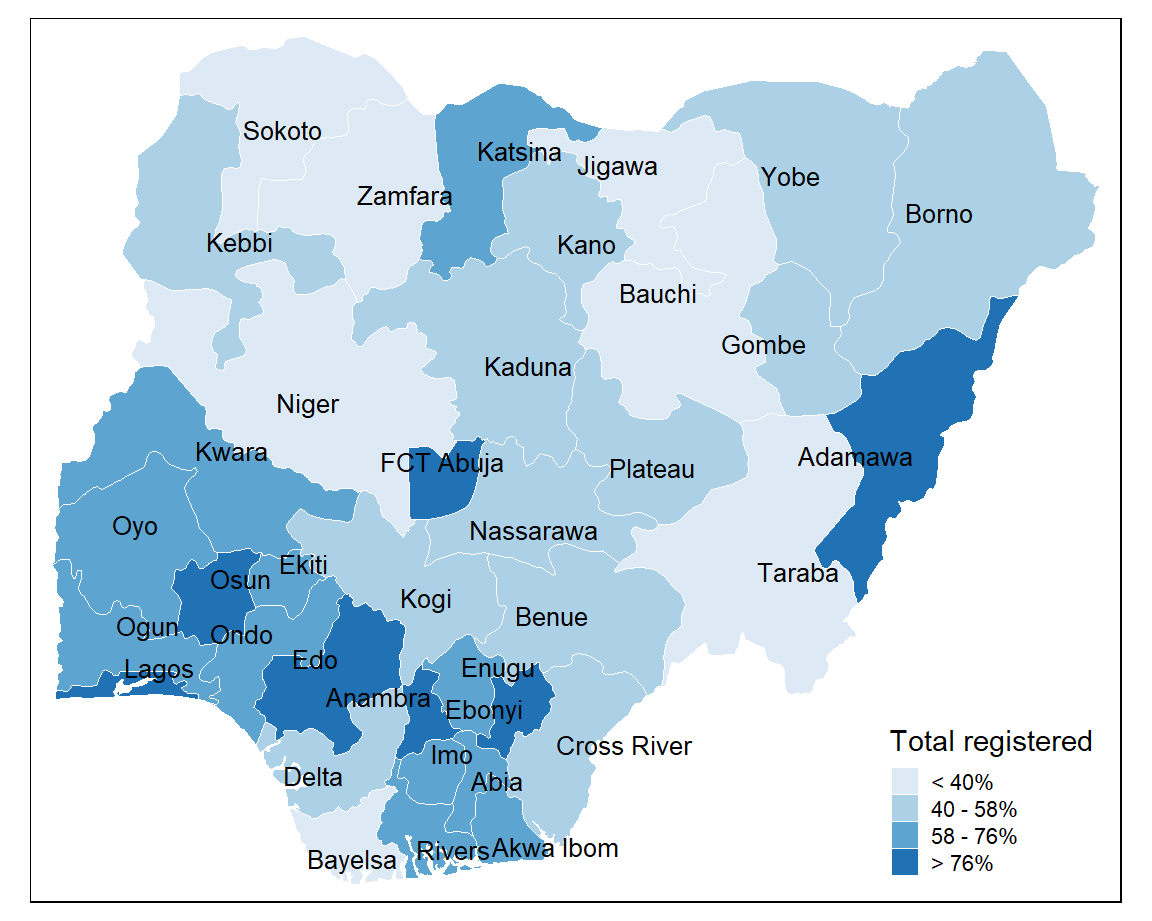 Sokoto
Katsina
Jigawa
Zamfara
Yobe
Borno
Kebbi
Kano
Bauchi
Gombe
Kaduna
Niger
Kwara
FCT Abuja
Plateau
Adamawa
Oyo
Nassarawa
Ekiti
Osun
Taraba
Kogi
Benue
Ogun
Ondo
Lagos
Edo
Enugu
Anambra
Ebonyi
Cross River
Imo
Delta
Abia
Bayelsa
Rivers
Akwa Ibom
Total registered
< 40%
40 - 58%
58 - 76%
> 76%